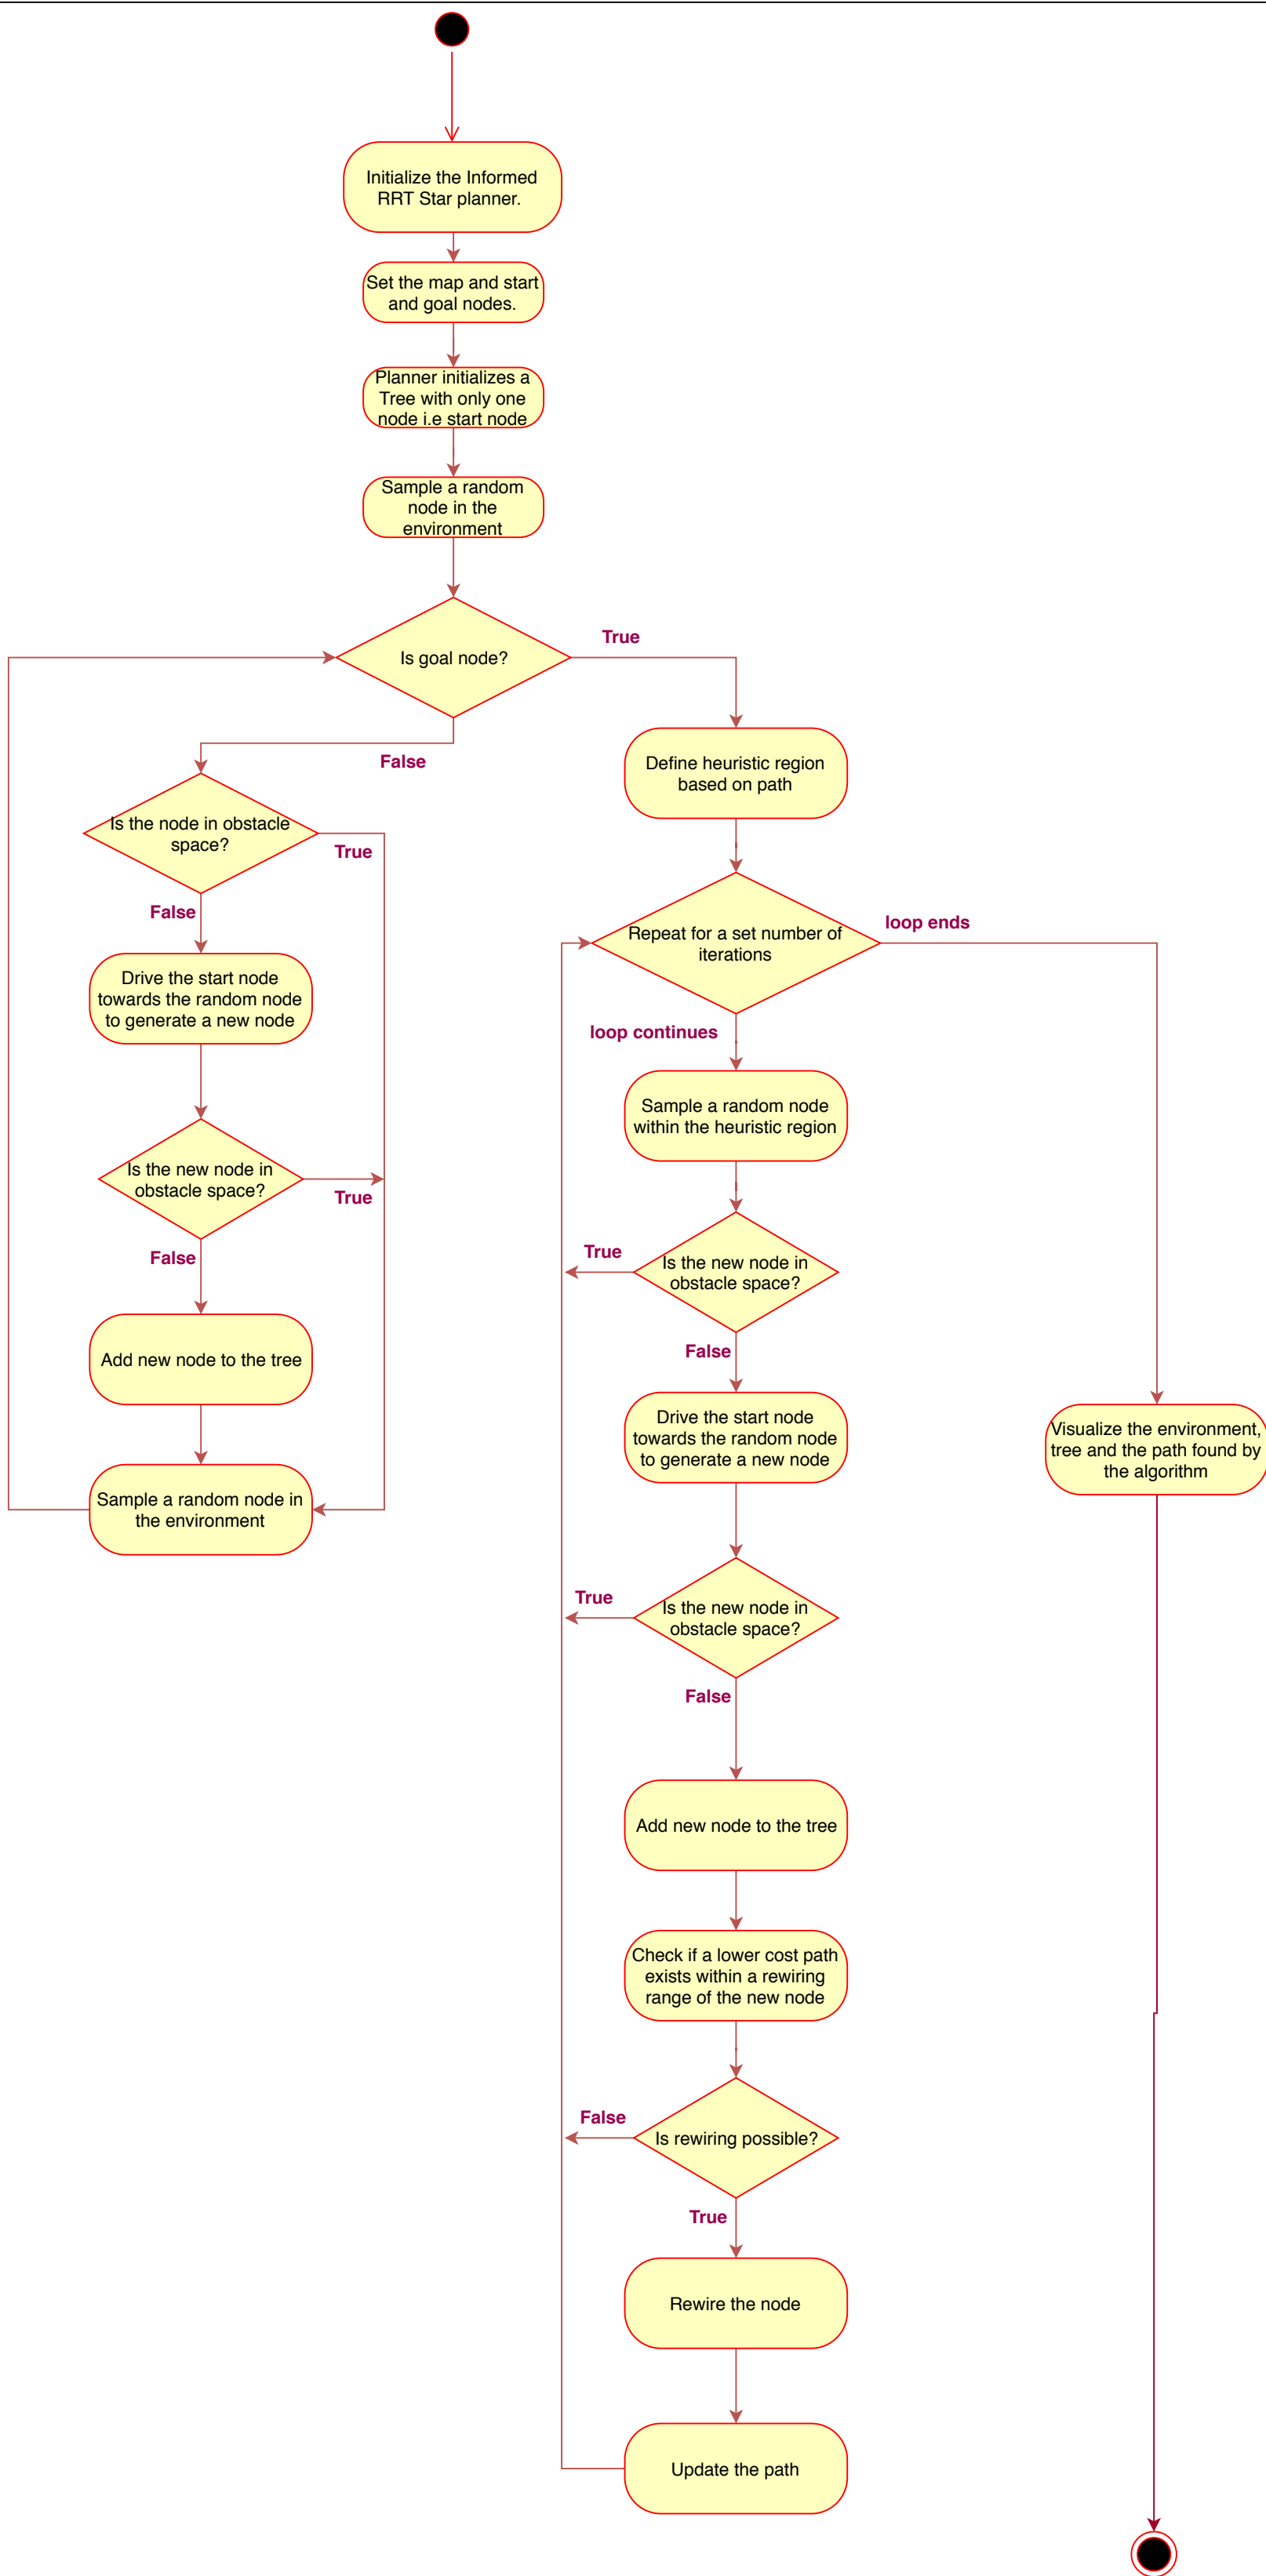 Initialize the Informed
RRT Star planner.
Set the map and start
and goal nodes.
Planner initializes a
Tree with only one
node i.e start node
Sample a random
node in the
environment
Is goal node?
True
False
Is the node in obstacle
space?
True
False
Drive the start node
towards the random node
to generate a new node
Is the new node in
obstacle space?
True
False
Add new node to the tree
Sample a random node in
the environment
Define heuristic region
based on path
Repeat for a set number of
iterations
loop ends
loop continues
Sample a random node
within the heuristic region
Is the new node in
obstacle space?
True
False
Drive the start node
towards the random node
to generate a new node
Is the new node in
obstacle space?
True
False
Add new node to the tree
Check if a lower cost path
exists within a rewiring
range of the new node
Is rewiring possible?
False
True
Rewire the node
Update the path
Visualize the environment,
tree and the path found by
the algorithm